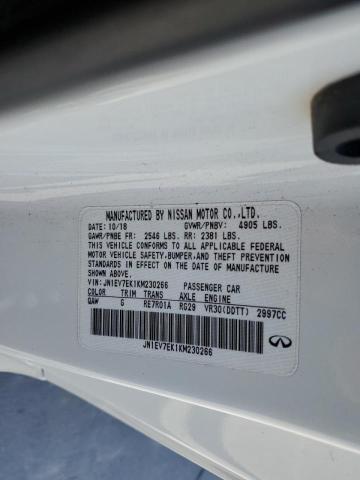 MANUFACTURED BY NISSAN MOTOR CO.,LTD.
DATE: 10/18 GVWR/PNBV: 4905 LBS.
GAWR/PNBE FR: 2546 LBS RR: 2381 LBS.
THIS VEHICLE CONFORMS TO ALL APPLICABLE FEDERAL
MOTOR VEHICLE SAFETY,BUMPER, AND THEFT PREVENTION
STANDARDS IN EFFECT ON THE DATE OF MANUFACTURE
SHOWN ABOVE.
VIN: JN1EV7EK1KM230266 PASSENGER CAR
COLOR TRIM TRANS AXLE ENGINE
QAW G RE7R01A RG29 VR30(DDTT) 2997CC
JN1EV7EK1KM230266
INFINITI